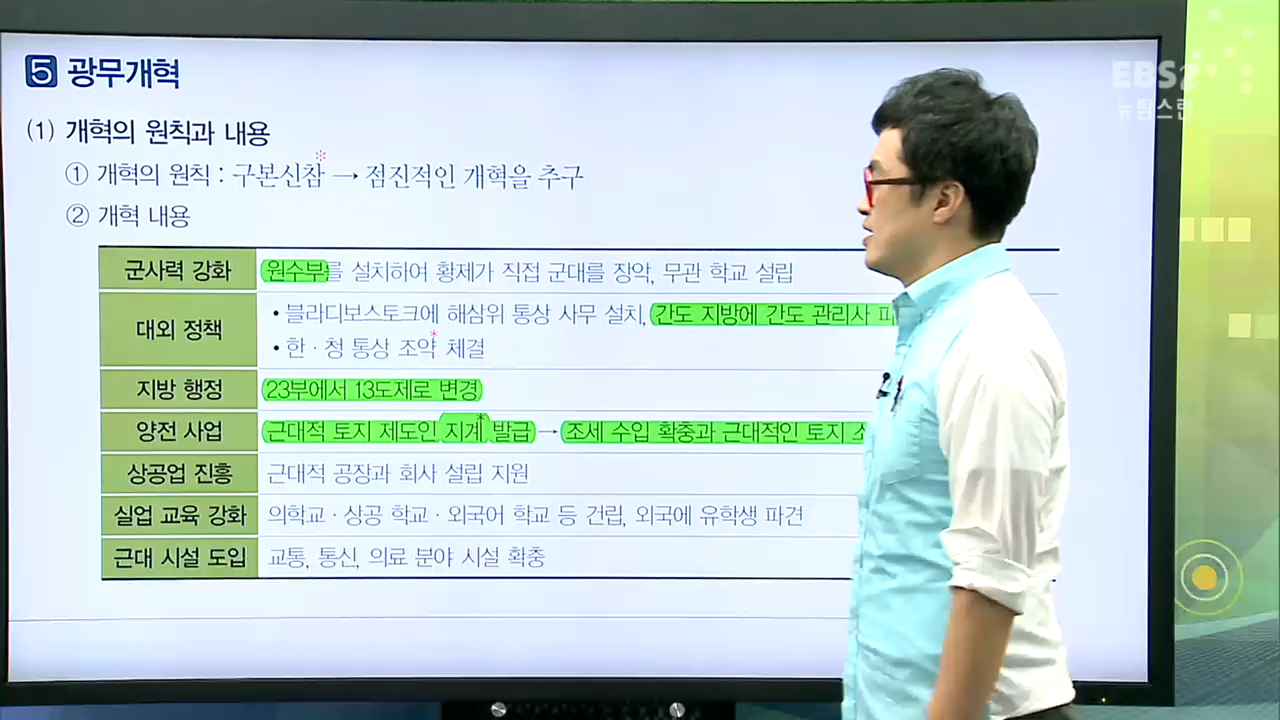 5 광무개혁
(1) 개혁의 원칙과 내용
① 개혁의 원칙 : 구본신참* → 점진적인 개혁을 추구
② 개혁 내용
군사력 강화 원수부를 설치하여 황제가 직접 군대를 장악, 무관 학교 설립
대외 정책 • 블라디보스토크에 해삼위 통상 사무 설치, 간도 지방에 간도 관리사
• 한·청 통상 조약* 체결
지방 행정 23부에서 13도제로 변경
양전 사업 근대적 토지 제도인 지계* 발급 → 조세 수입 확충과 근대적인 토지
상공업 진흥 근대적 공장과 회사 설립 지원
실업 교육 강화 의학교·상공 학교·외국어 학교 등 건립, 외국에 유학생 파견
근대 시설 도입 교통, 통신, 의료 분야 시설 확충
EBS2
뉴탐스런